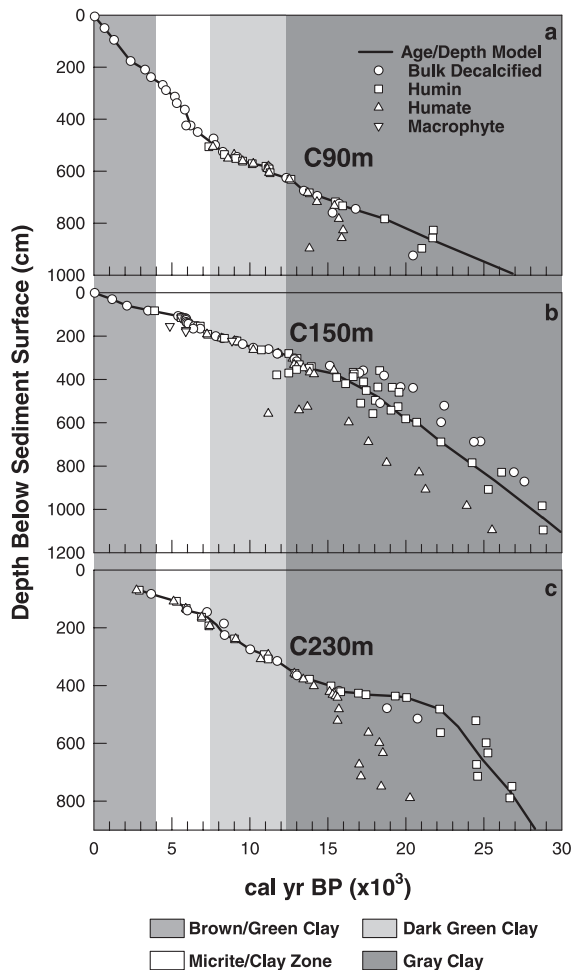 a
Age/Depth Model
Bulk Decalcified
Humin
Humate
Macrophyte
C90m
0
200
400
600
800
1000
b
C150m
0
200
400
600
800
1000
1200
c
C230m
0
200
400
600
800
Depth Below Sediment Surface (cm)
0 5 10 15 20 25 30
cal yr BP (x10³)
Brown/Green Clay Dark Green Clay
Micrite/Clay Zone Gray Clay